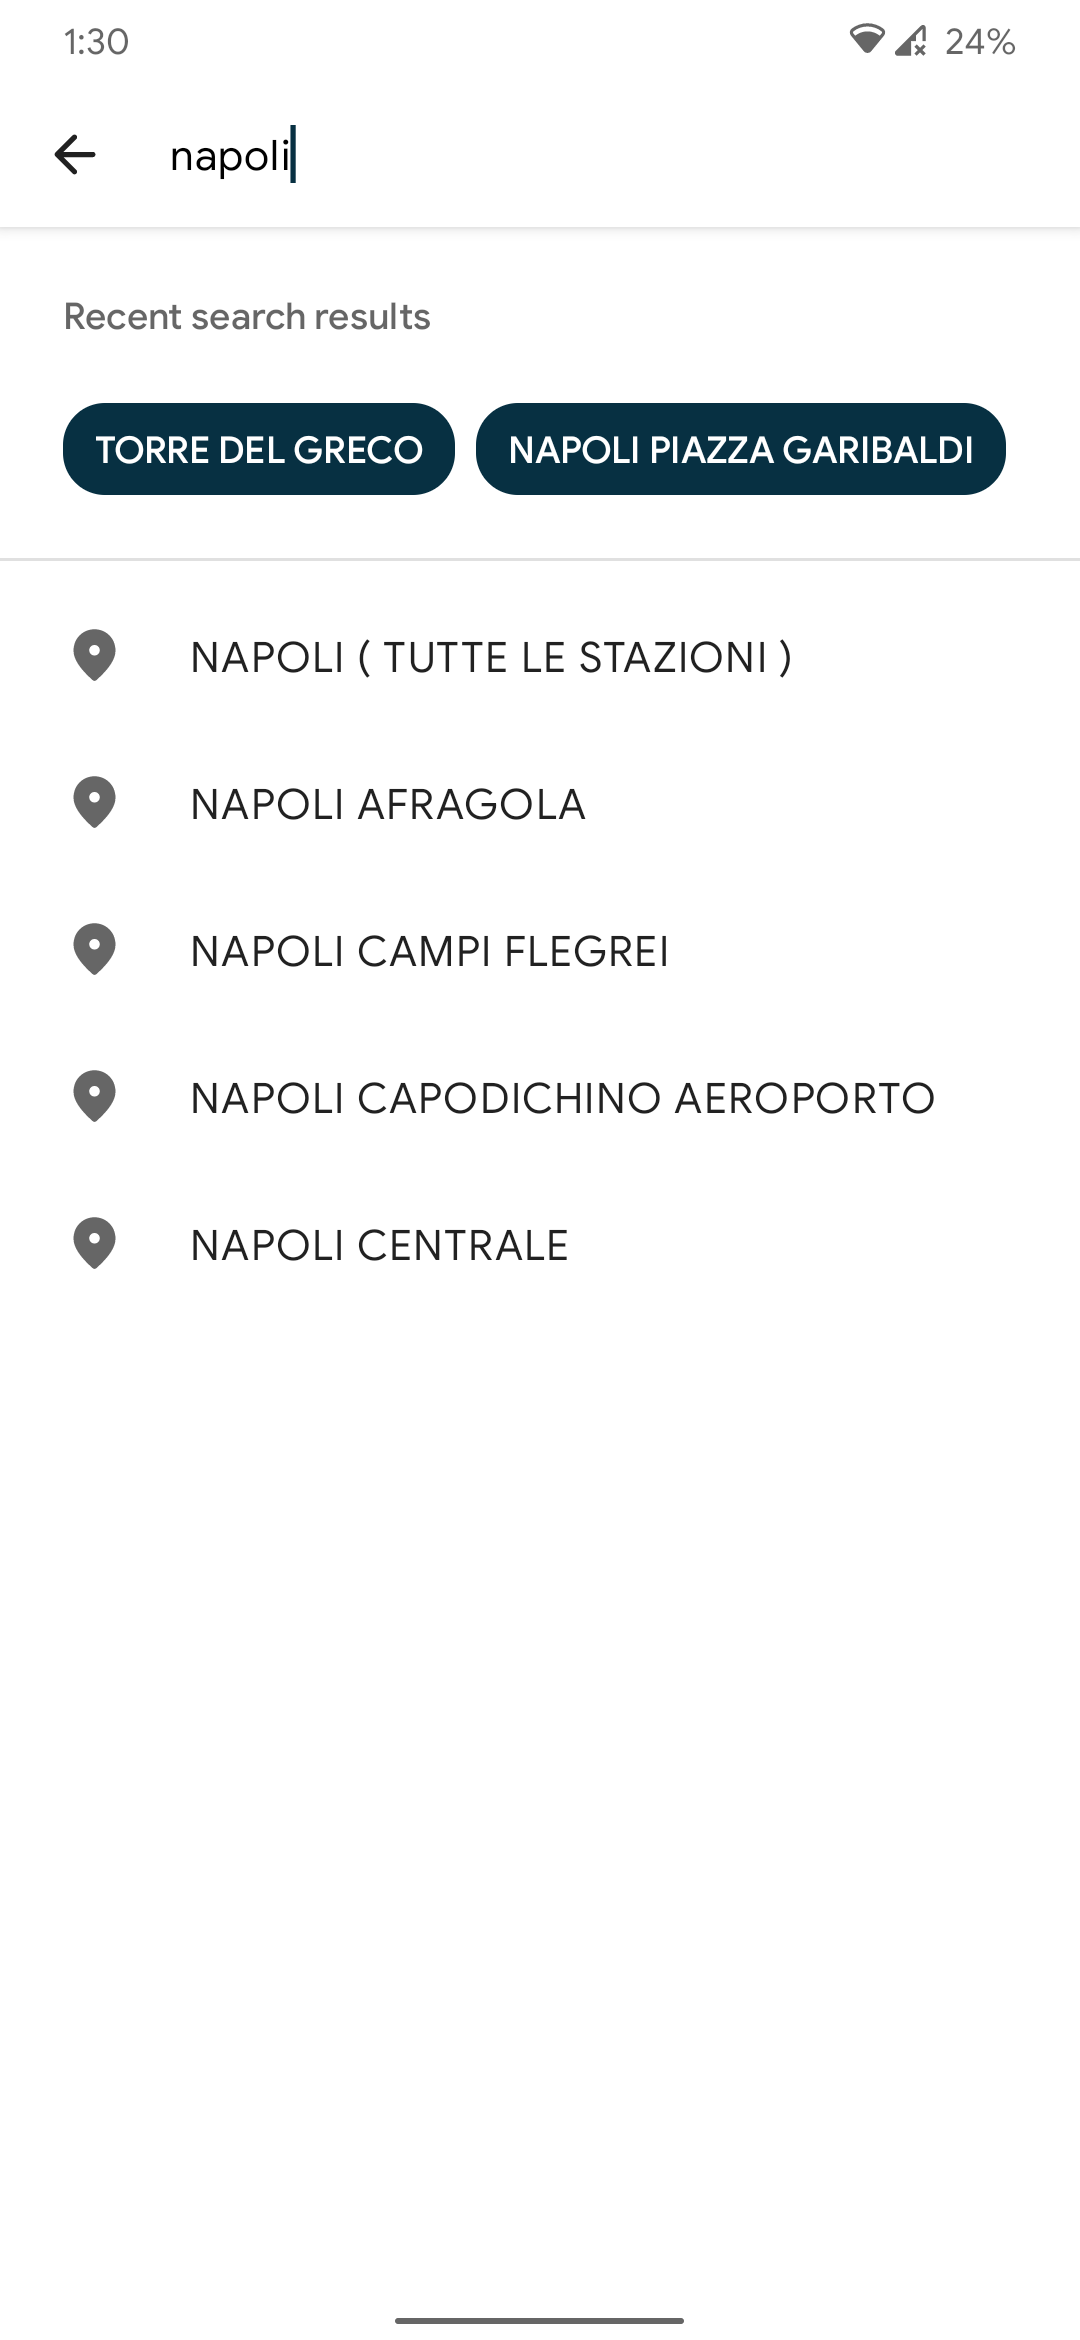 1:30
24%
napoli
Recent search results
TORRE DEL GRECO
NAPOLI PIAZZA GARIBALDI
NAPOLI ( TUTTE LE STAZIONI )
NAPOLI AFRAGOLA
NAPOLI CAMPI FLEGREI
NAPOLI CAPODICHINO AEROPORTO
NAPOLI CENTRALE